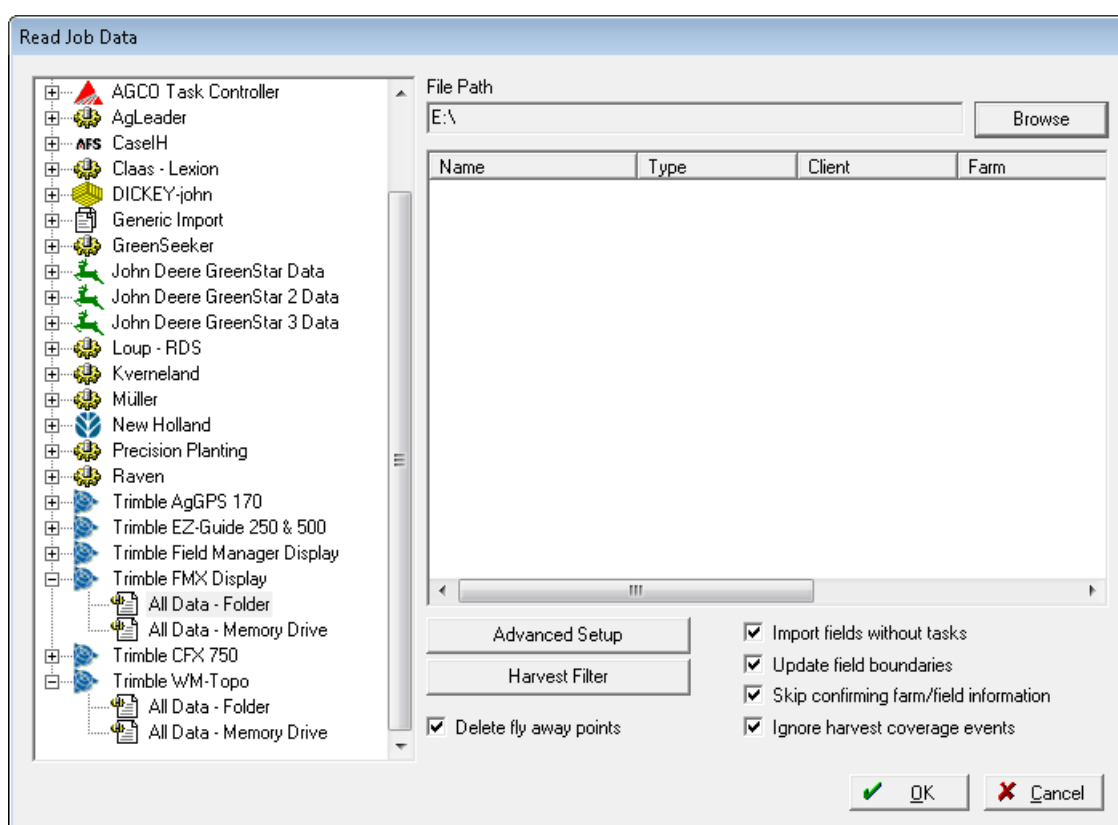 Read Job Data
AGCO Task Controller
AgLeader
AFS CaseIH
Claas - Lexion
DICKEY-john
Generic Import
GreenSeeker
John Deere GreenStar Data
John Deere GreenStar 2 Data
John Deere GreenStar 3 Data
Loup - RDS
Kverneland
Müller
New Holland
Precision Planting
Raven
Trimble AgGPS 170
Trimble EZ-Guide 250 & 500
Trimble Field Manager Display
Trimble FMX Display
All Data - Folder
All Data - Memory Drive
Trimble CFX 750
Trimble WM-Topo
All Data - Folder
All Data - Memory Drive
File Path
E:\
Browse
Name Type Client Farm
Advanced Setup
Harvest Filter
Delete fly away points
Import fields without tasks
Update field boundaries
Skip confirming farm/field information
Ignore harvest coverage events
OK
Cancel